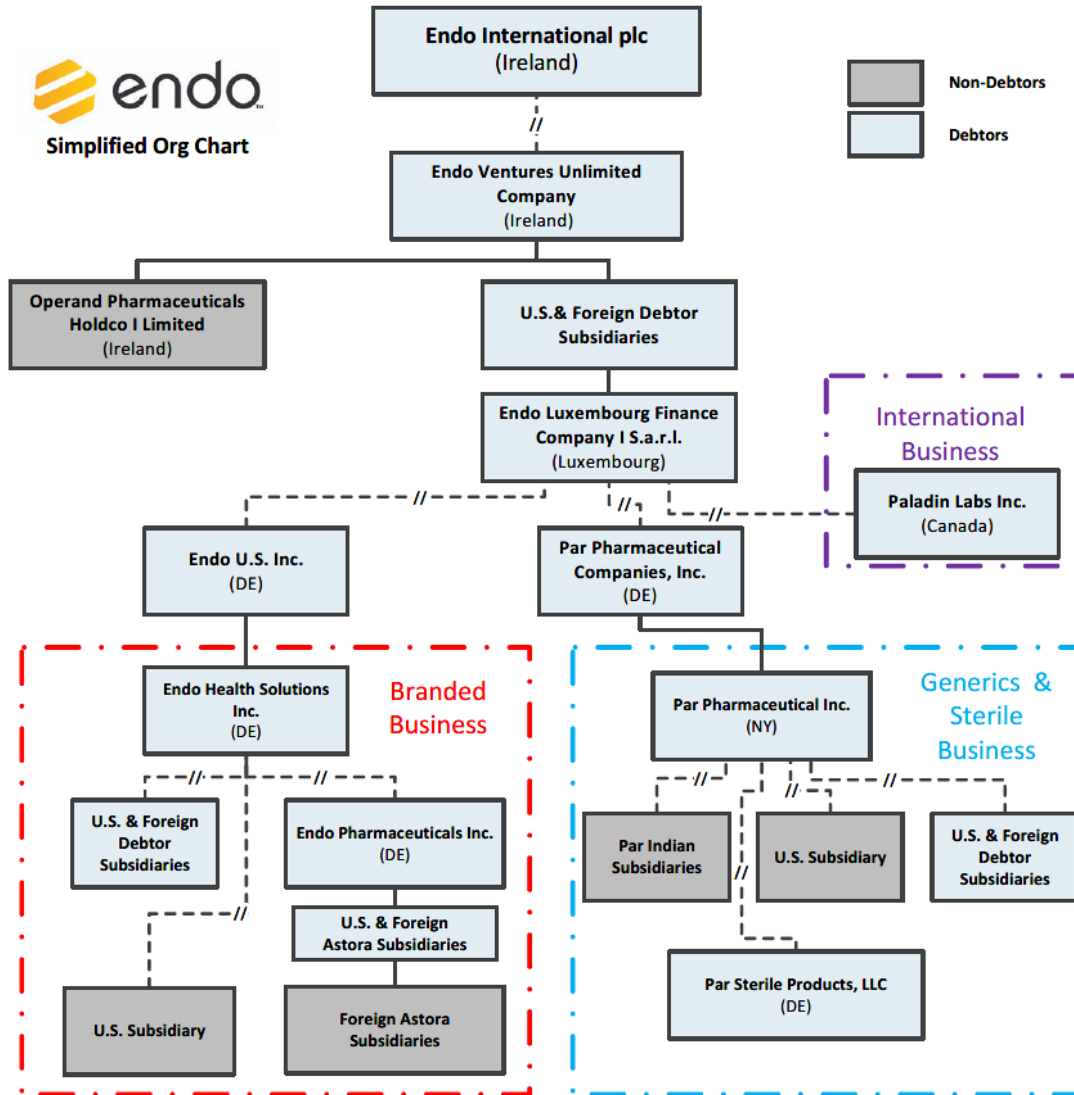 Endo International plc
(Ireland)
endo
TM
Simplified Org Chart
Non-Debtors
Debtors
//
Endo Ventures Unlimited
Company
(Ireland)
Operand Pharmaceuticals
Holdco I Limited
(Ireland)
U.S.& Foreign Debtor
Subsidiaries
Endo Luxembourg Finance
Company I S.a.r.l.
(Luxembourg)
International
Business
Paladin Labs Inc.
(Canada)
//
//
//
Endo U.S. Inc.
(DE)
Par Pharmaceutical
Companies, Inc.
(DE)
Branded
Business
Endo Health Solutions
Inc.
(DE)
//
//
U.S. & Foreign
Debtor
Subsidiaries
Endo Pharmaceuticals Inc.
(DE)
//
U.S. & Foreign
Astora Subsidiaries
U.S. Subsidiary
Foreign Astora
Subsidiaries
Generics & 
Sterile
Business
Par Pharmaceutical Inc.
(NY)
//
//
//
Par Indian
Subsidiaries
U.S. Subsidiary
U.S. & Foreign
Debtor
Subsidiaries
//
Par Sterile Products, LLC
(DE)